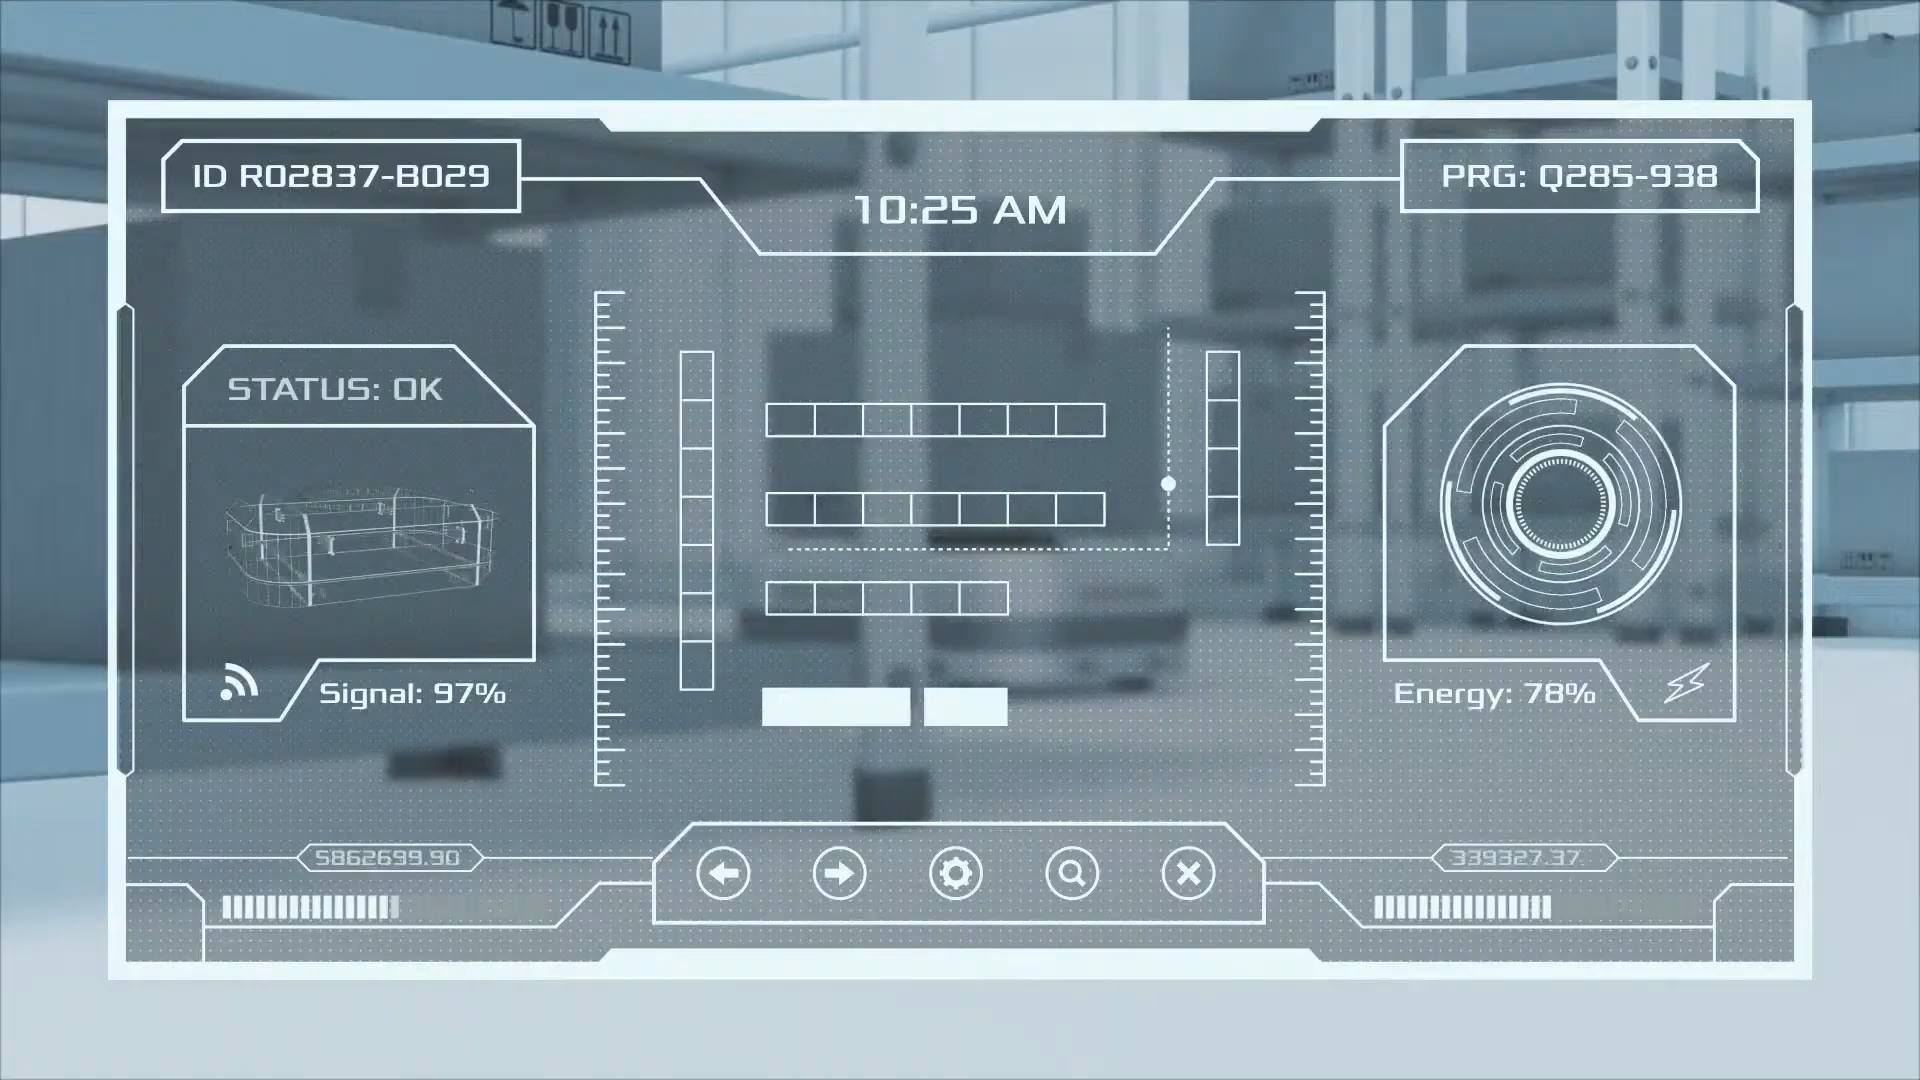 ID R02837-B029
PRG: Q285-938
10:25 AM
STATUS: OK
Signal: 97%
Energy: 78%
5862699.90
339327.37